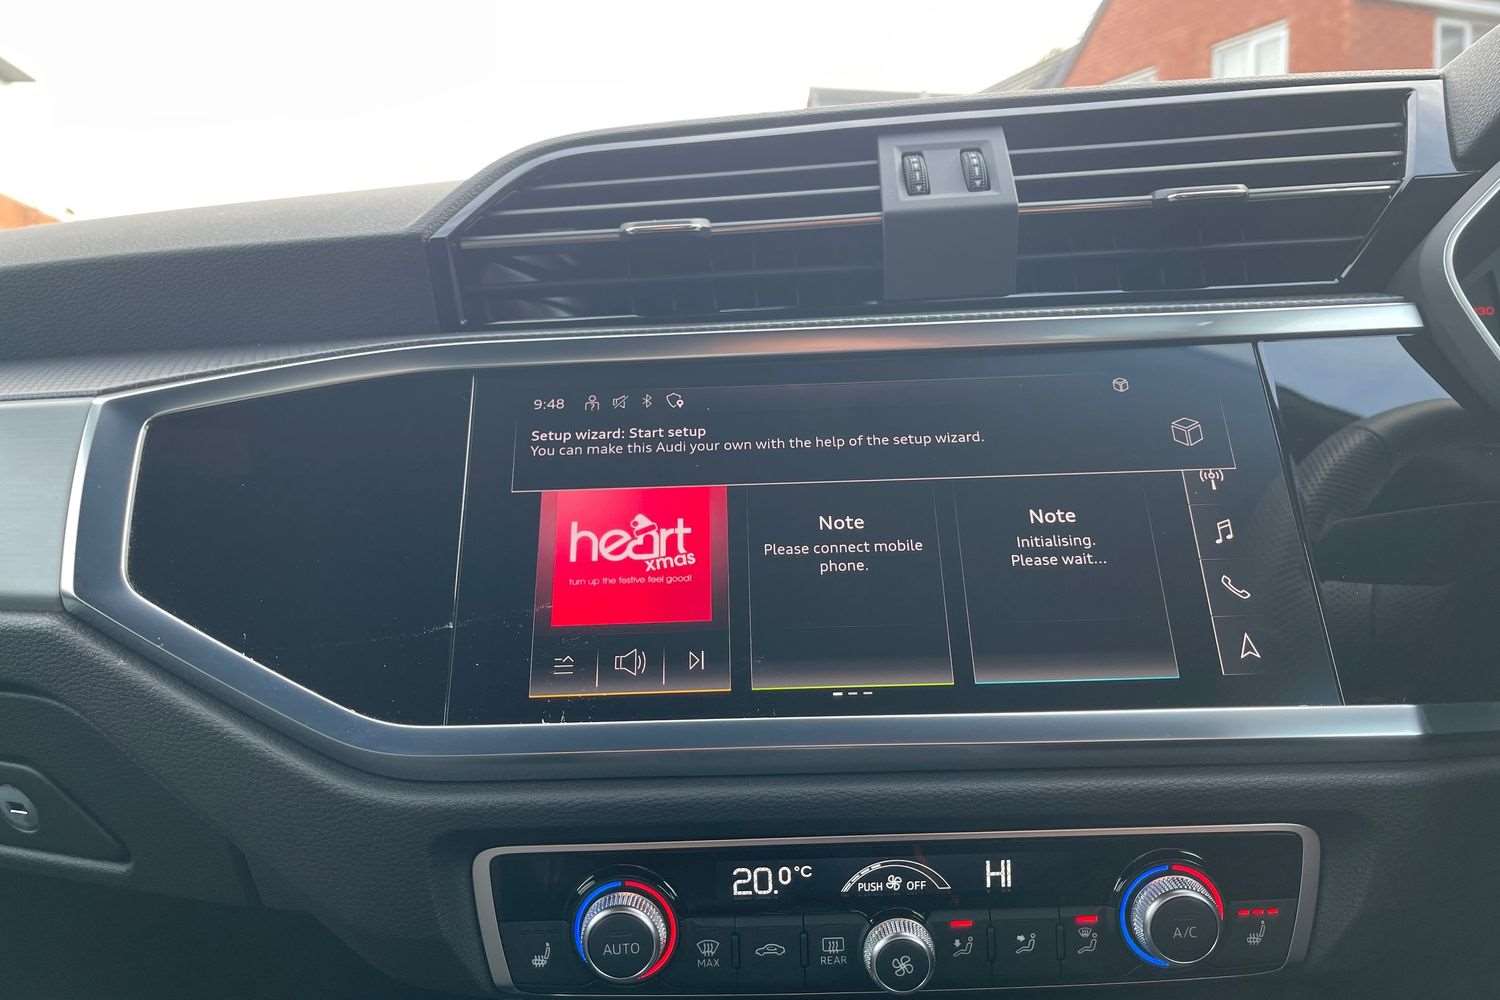 9:48
Setup wizard: Start setup
You can make this Audi your own with the help of the setup wizard.
heart
xmas
turn up the festive feel good!
Note
Please connect mobile
phone.
Note
Initialising.
Please wait...
20.0°C
PUSH OFF
HI
AUTO
MAX
REAR
A/C
30